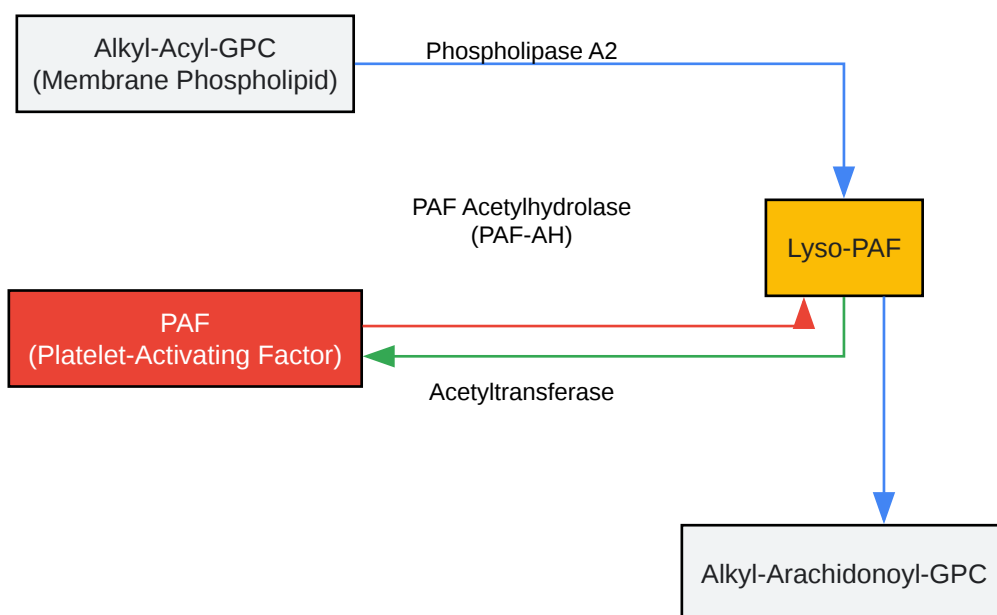 Alkyl-Acyl-GPC
(Membrane Phospholipid)
Phospholipase A2
PAF Acetylhydrolase
(PAF-AH)
Lyso-PAF
PAF
(Platelet-Activating Factor)
Acetyltransferase
Alkyl-Arachidonoyl-GPC